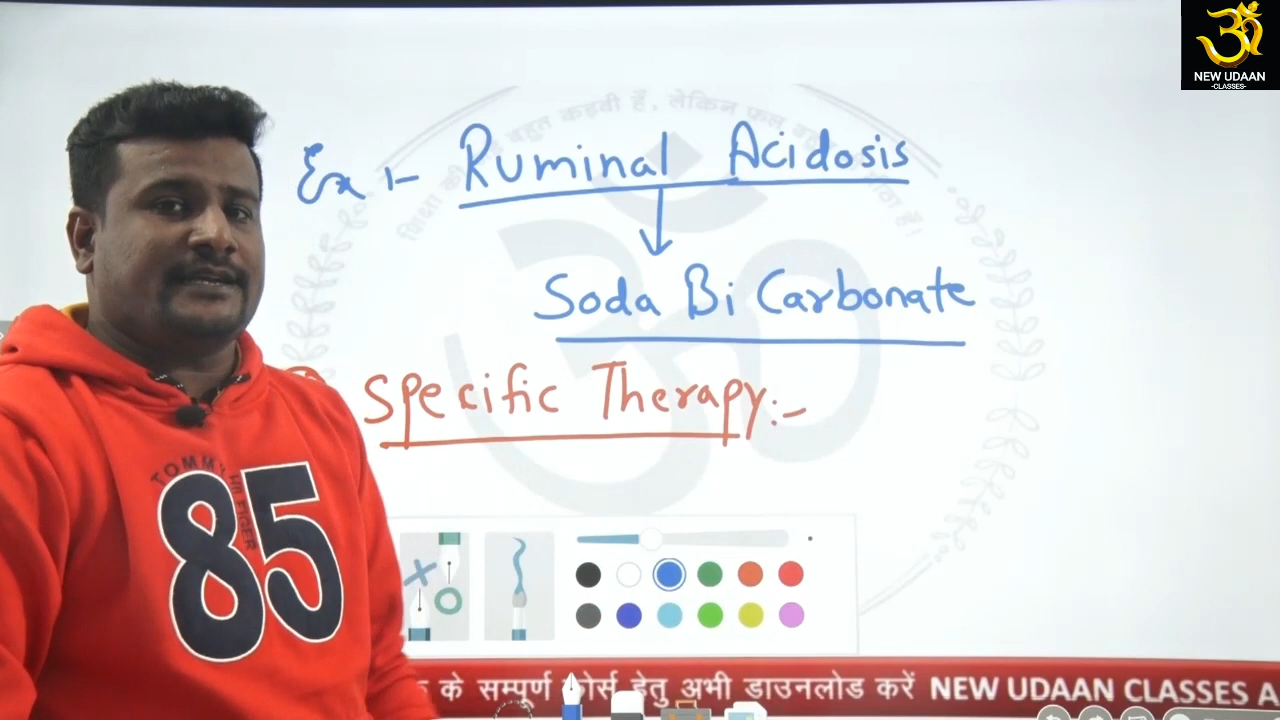 NEW UDAAN
-CLASSES-
Ex :- Ruminal Acidosis
Soda Bi Carbonate
Specific Therapy:-
TOMMY HILFIGER
85
के सम्पूर्ण कोर्स हेतु अभी डाउनलोड करें NEW UDAAN CLASSES A